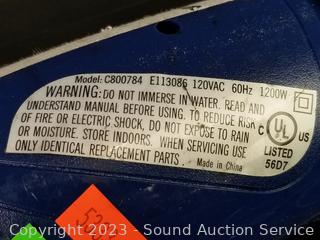 Model: C800784 E113086 120VAC 60Hz 1200W
WARNING: DO NOT IMMERSE IN WATER. READ AND
UNDERSTAND MANUAL BEFORE USING. TO REDUCE RISK
OF FIRE OR ELECTRIC SHOCK, DO NOT EXPOSE TO RAIN
OR MOISTURE. STORE INDOORS. WHEN SERVICING USE
ONLY IDENTICAL REPLACEMENT PARTS. Made in China
C UL US
LISTED
56D7
Copyright 2023 - Sound Auction Service